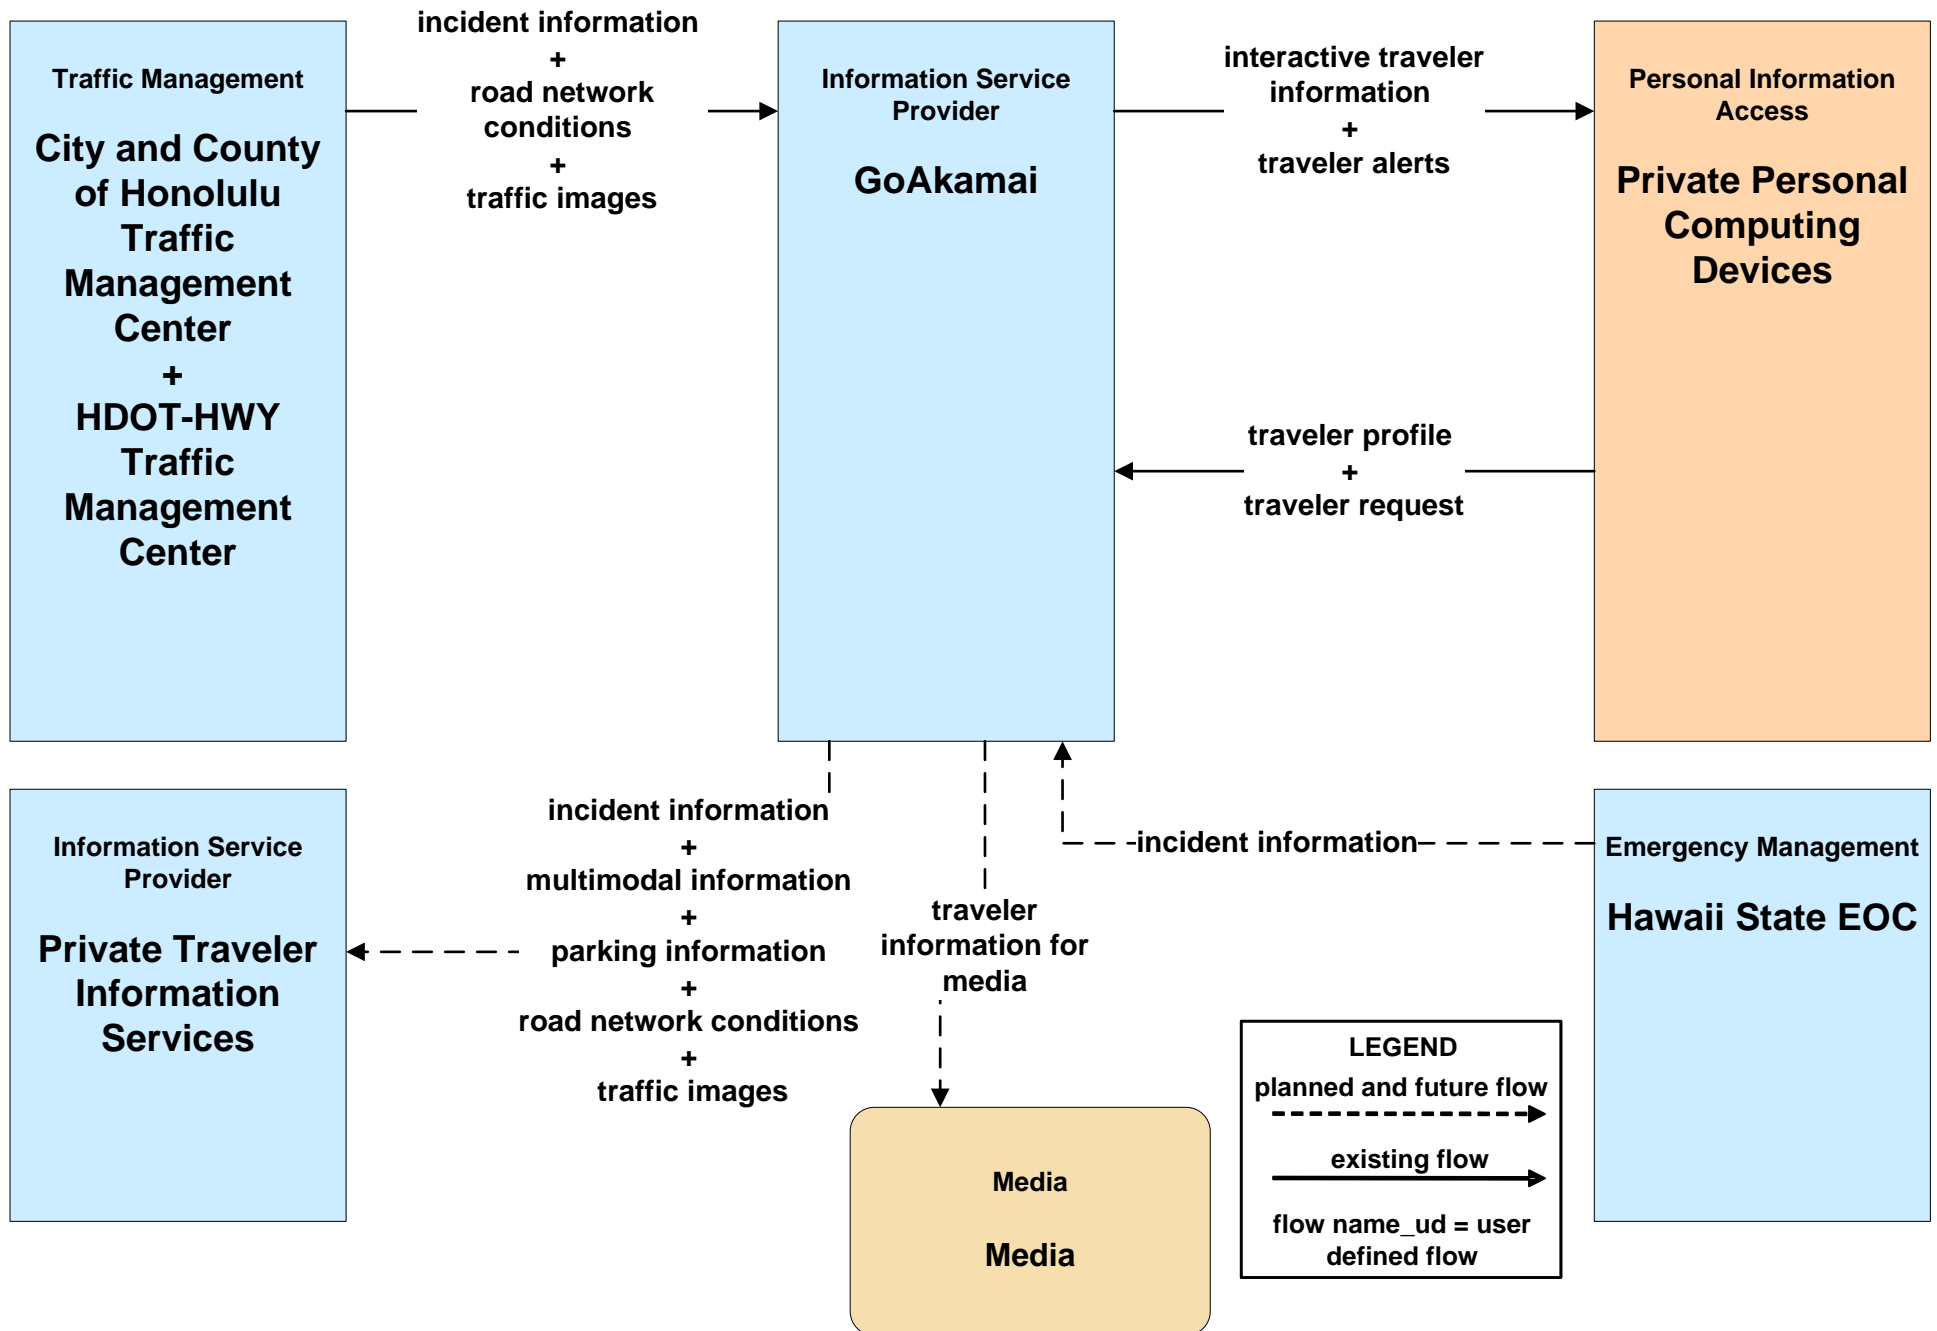 Traffic Management
City and County
of Honolulu
Traffic
Management
Center
+
HDOT-HWY
Traffic
Management
Center
incident information
+
road network
conditions
+
traffic images
Information Service
Provider
GoAkamai
interactive traveler
information
+
traveler alerts
Personal Information
Access
Private Personal
Computing
Devices
traveler profile
+
traveler request
Information Service
Provider
Private Traveler
Information
Services
incident information
+
multimodal information
+
parking information
+
road network conditions
+
traffic images
traveler
information for
media
incident information
Emergency Management
Hawaii State EOC
Media
Media
LEGEND
planned and future flow
existing flow
flow name_ud = user
defined flow